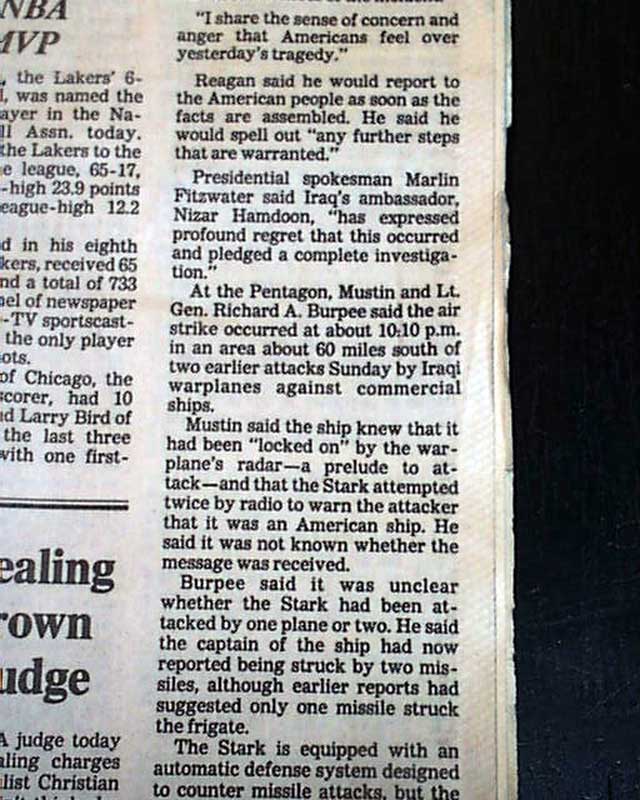 NBA
MVP
, the Lakers' 6-
, was named the
ayer in the Na-
ll Assn. today.
the Lakers to the
e league, 65-17,
-high 23.9 points
eague-high 12.2
d in his eighth
kers, received 65
nd a total of 733
nel of newspaper
-TV sportscast-
the only player
ots.
of Chicago, the
scorer, had 10
nd Larry Bird of
the last three
with one first-
ealing
rown
udge
A judge today
aling charges
list Christian
"I share the sense of concern and
anger that Americans feel over
yesterday's tragedy."
Reagan said he would report to
the American people as soon as the
facts are assembled. He said he
would spell out "any further steps
that are warranted."
Presidential spokesman Marlin
Fitzwater said Iraq's ambassador,
Nizar Hamdoon, "has expressed
profound regret that this occurred
and pledged a complete investiga-
tion."
At the Pentagon, Mustin and Lt.
Gen. Richard A. Burpee said the air
strike occurred at about 10:10 p.m.
in an area about 60 miles south of
two earlier attacks Sunday by Iraqi
warplanes against commercial
ships.
Mustin said the ship knew that it
had been "locked on" by the war-
plane's radar—a prelude to at-
tack—and that the Stark attempted
twice by radio to warn the attacker
that it was an American ship. He
said it was not known whether the
message was received.
Burpee said it was unclear
whether the Stark had been at-
tacked by one plane or two. He said
the captain of the ship had now
reported being struck by two mis-
siles, although earlier reports had
suggested only one missile struck
the frigate.
The Stark is equipped with an
automatic defense system designed
to counter missile attacks, but the